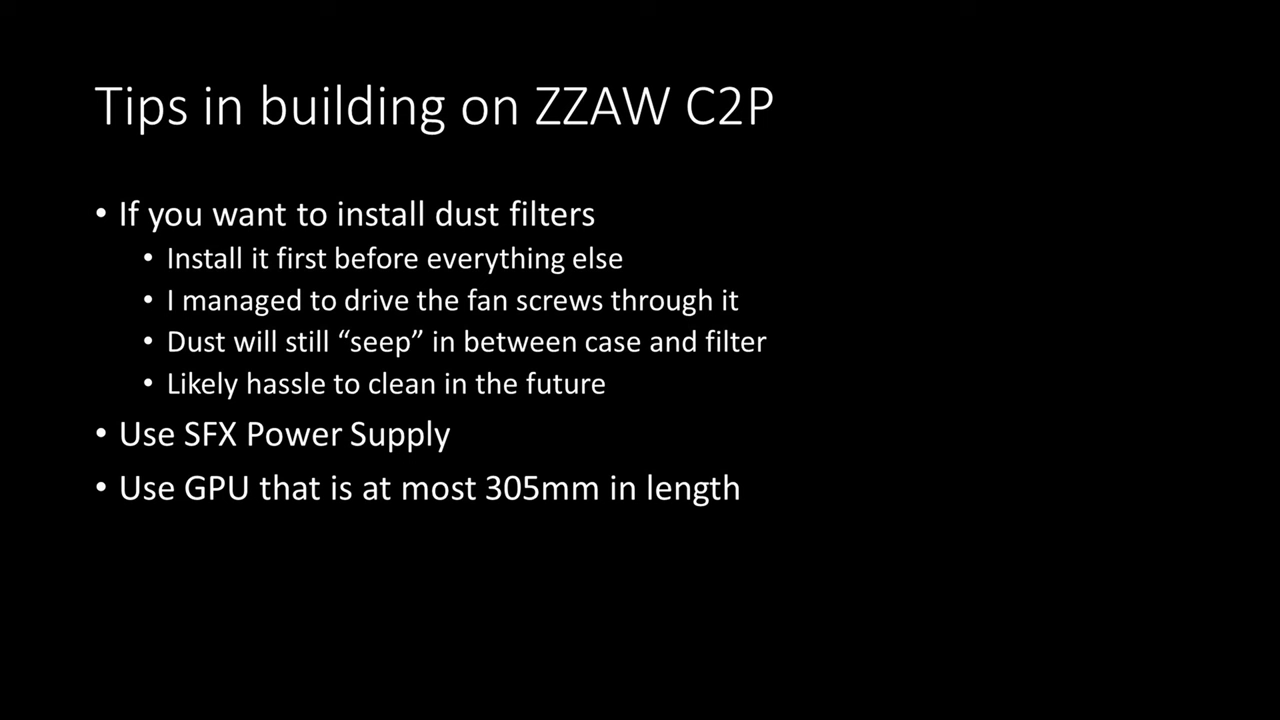 Tips in building on ZZAW C2P
• If you want to install dust filters
• Install it first before everything else
• I managed to drive the fan screws through it
• Dust will still “seep” in between case and filter
• Likely hassle to clean in the future
• Use SFX Power Supply
• Use GPU that is at most 305mm in length